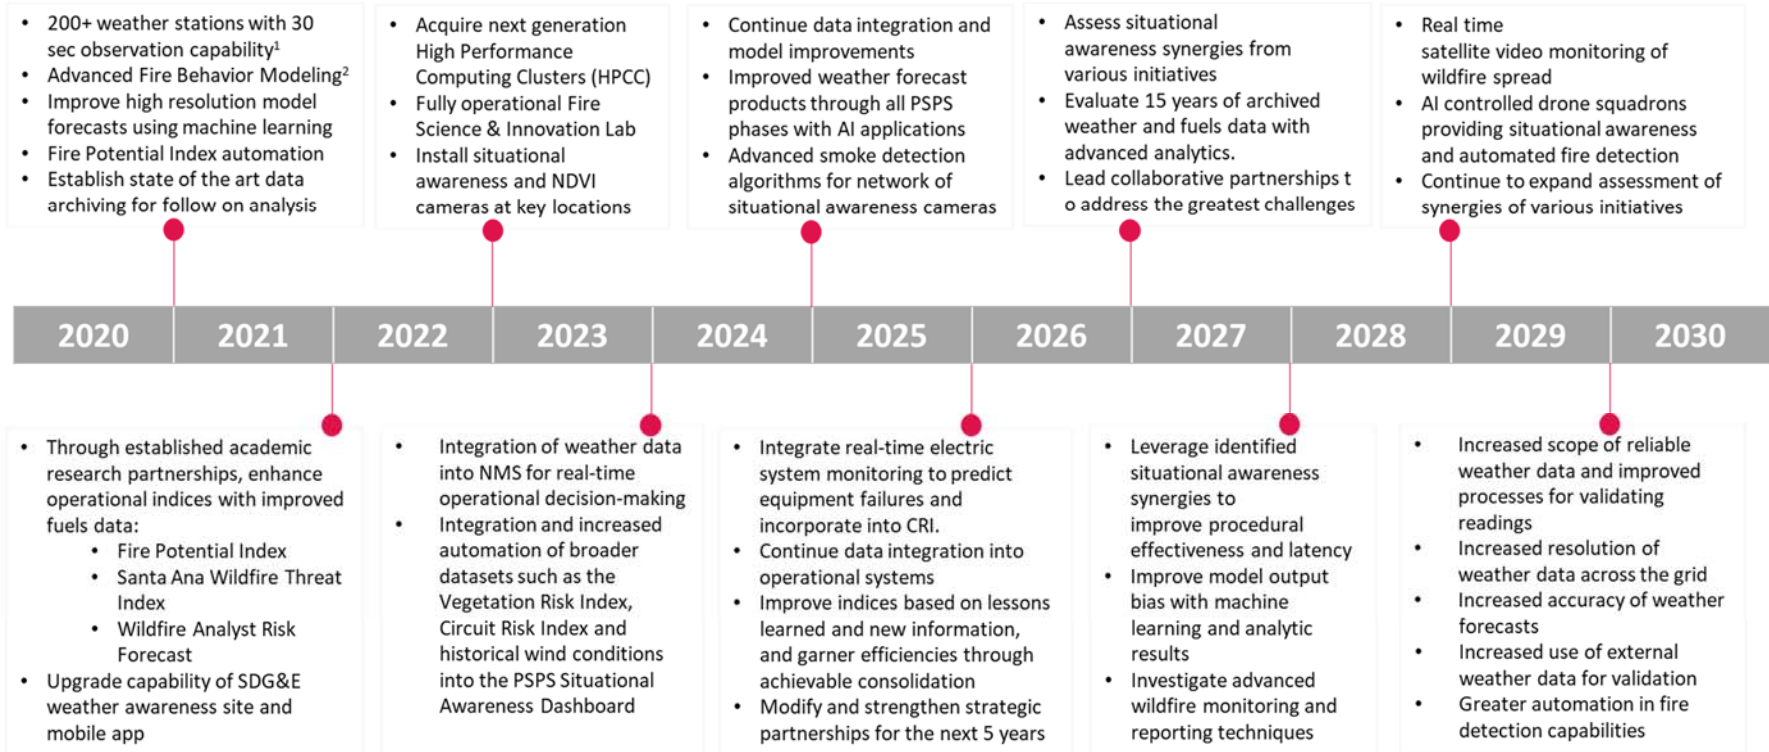 • 200+ weather stations with 30
sec observation capability¹
• Advanced Fire Behavior Modeling²
• Improve high resolution model
forecasts using machine learning
• Fire Potential Index automation
• Establish state of the art data
archiving for follow on analysis
• Acquire next generation
High Performance
Computing Clusters (HPCC)
• Fully operational Fire
Science & Innovation Lab
• Install situational
awareness and NDVI
cameras at key locations
• Continue data integration and
model improvements
• Improved weather forecast
products through all PSPS
phases with AI applications
• Advanced smoke detection
algorithms for network of
situational awareness cameras
• Assess situational
awareness synergies from
various initiatives
• Evaluate 15 years of archived
weather and fuels data with
advanced analytics.
• Lead collaborative partnerships t
o address the greatest challenges
• Real time
satellite video monitoring of
wildfire spread
• AI controlled drone squadrons
providing situational awareness
and automated fire detection
• Continue to expand assessment of
synergies of various initiatives
2020 2021 2022 2023 2024 2025 2026 2027 2028 2029 2030
• Through established academic
research partnerships, enhance
operational indices with improved
fuels data:
• Fire Potential Index
• Santa Ana Wildfire Threat
Index
• Wildfire Analyst Risk
Forecast
• Upgrade capability of SDG&E
weather awareness site and
mobile app
• Integration of weather data
into NMS for real-time
operational decision-making
• Integration and increased
automation of broader
datasets such as the
Vegetation Risk Index,
Circuit Risk Index and
historical wind conditions
into the PSPS Situational
Awareness Dashboard
• Integrate real-time electric
system monitoring to predict
equipment failures and
incorporate into CRI.
• Continue data integration into
operational systems
• Improve indices based on lessons
learned and new information,
and garner efficiencies through
achievable consolidation
• Modify and strengthen strategic
partnerships for the next 5 years
• Leverage identified
situational awareness
synergies to
improve procedural
effectiveness and latency
• Improve model output
bias with machine
learning and analytic
results
• Investigate advanced
wildfire monitoring and
reporting techniques
• Increased scope of reliable
weather data and improved
processes for validating
readings
• Increased resolution of
weather data across the grid
• Increased accuracy of weather
forecasts
• Increased use of external
weather data for validation
• Greater automation in fire
detection capabilities